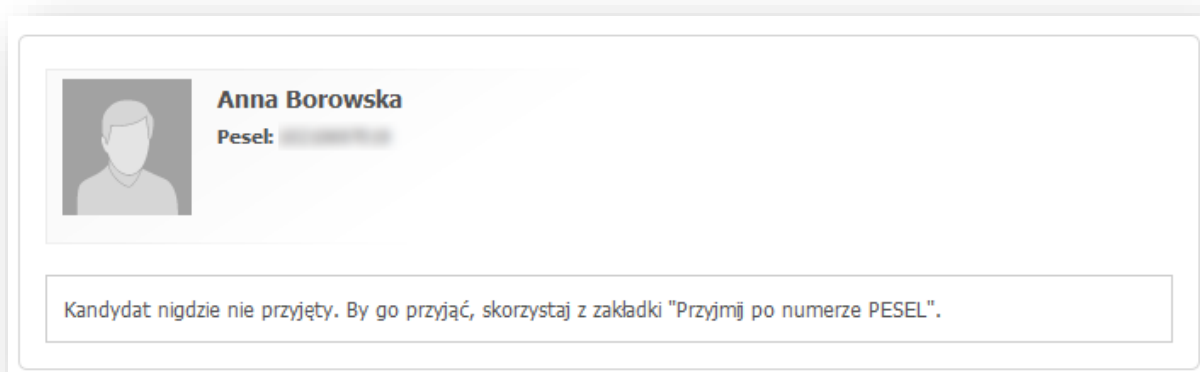 Anna Borowska
Pesel:
Kandydat nigdzie nie przyjęty. By go przyjąć, skorzystaj z zakładki "Przyjmij po numerze PESEL".